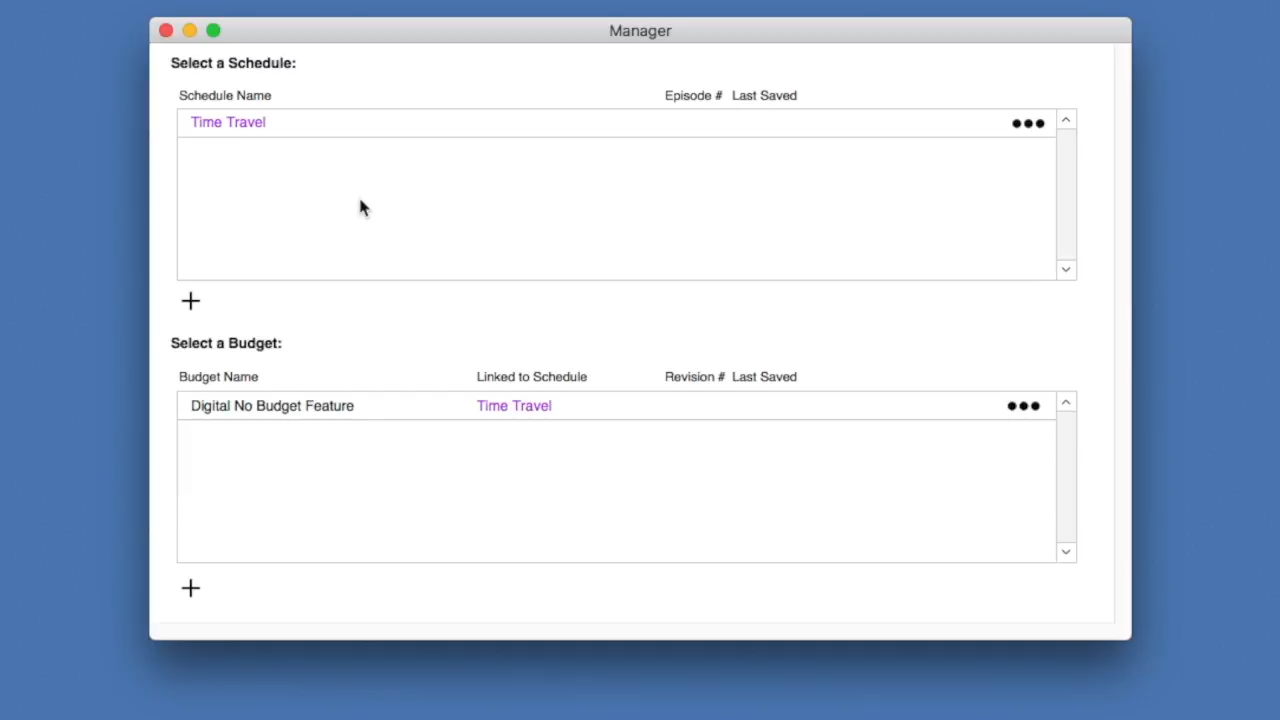 Manager
Select a Schedule:
Schedule Name Episode # Last Saved
Time Travel
Select a Budget:
Budget Name Linked to Schedule Revision # Last Saved
Digital No Budget Feature Time Travel